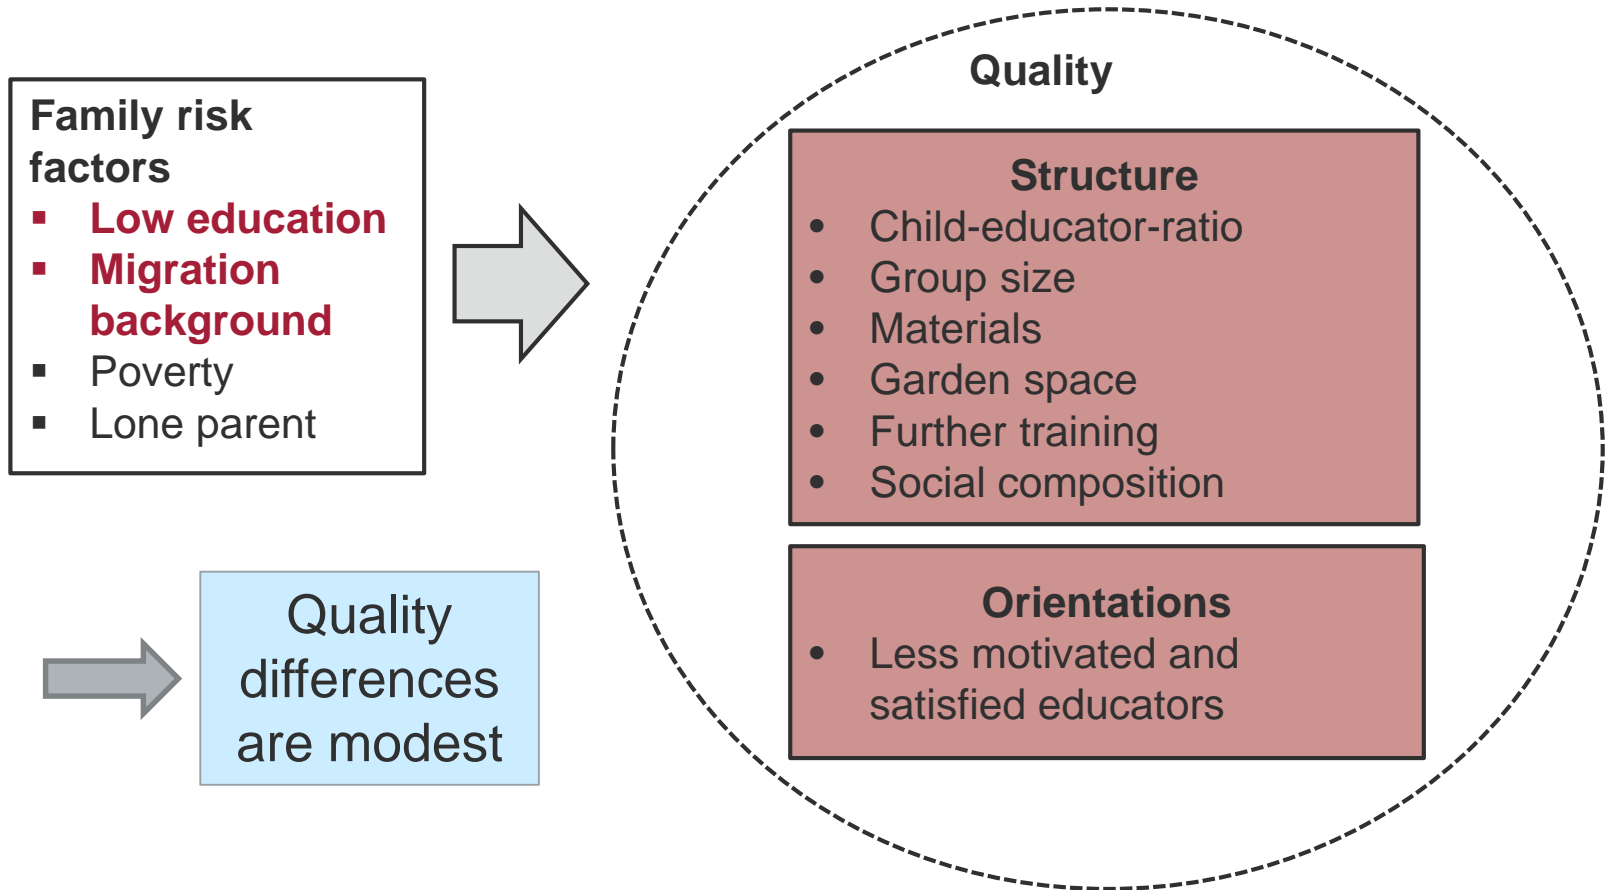 Family risk
factors
▪ Low education
▪ Migration
background
▪ Poverty
▪ Lone parent
Quality
differences
are modest
Quality
Structure
• Child-educator-ratio
• Group size
• Materials
• Garden space
• Further training
• Social composition
Orientations
• Less motivated and
satisfied educators